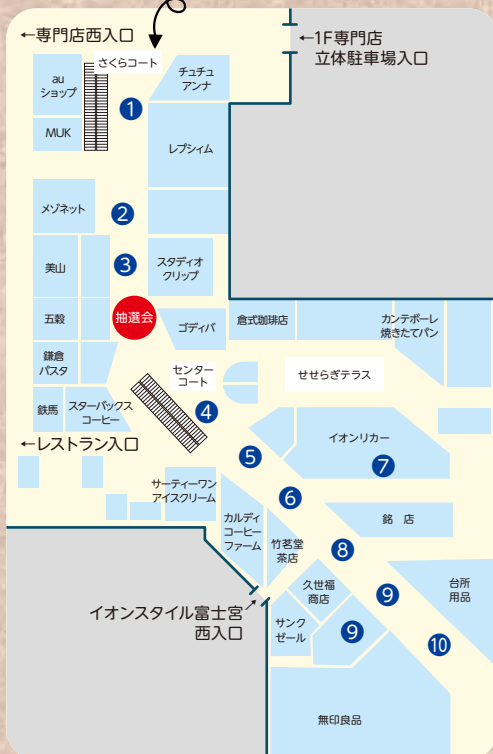 ←専門店西入口
さくらコート
←1F専門店
立体駐車場入口
au
ショップ
チュチュ
アンナ
1
MUK
レプシィム
メゾネット
2
美山
3
スタディオ
クリップ
五穀
抽選会
ゴディバ
倉式珈琲店
カンテボーレ
焼きたてパン
鎌倉
パスタ
センター
コート
せせらぎテラス
鉄馬
スターバックス
コーヒー
4
イオンリカー
←レストラン入口
5
7
サーティーワン
アイスクリーム
6
カルディ
コーヒー
ファーム
竹茗堂
茶店
銘 店
8
久世福
商店
9
台所
用品
イオンスタイル富士宮
西入口
サンク
ゼール
9
10
無印良品